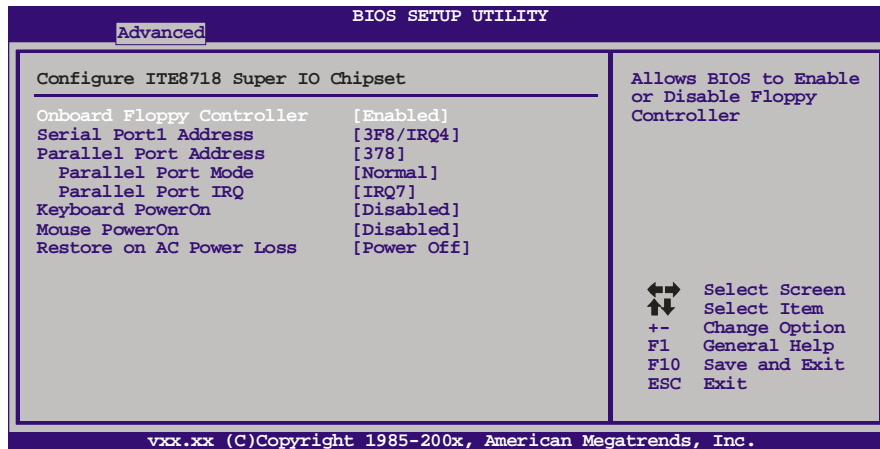 BIOS SETUP UTILITY
Advanced
Configure ITE8718 Super IO Chipset
Onboard Floppy Controller [Enabled]
Serial Port1 Address [3F8/IRQ4]
Parallel Port Address [378]
Parallel Port Mode [Normal]
Parallel Port IRQ [IRQ7]
Keyboard PowerOn [Disabled]
Mouse PowerOn [Disabled]
Restore on AC Power Loss [Power Off]
Allows BIOS to Enable
or Disable Floppy
Controller
Select Screen
Select Item
+- Change Option
F1 General Help
F10 Save and Exit
ESC Exit
vxx.xx (C)Copyright 1985-200x, American Megatrends, Inc.